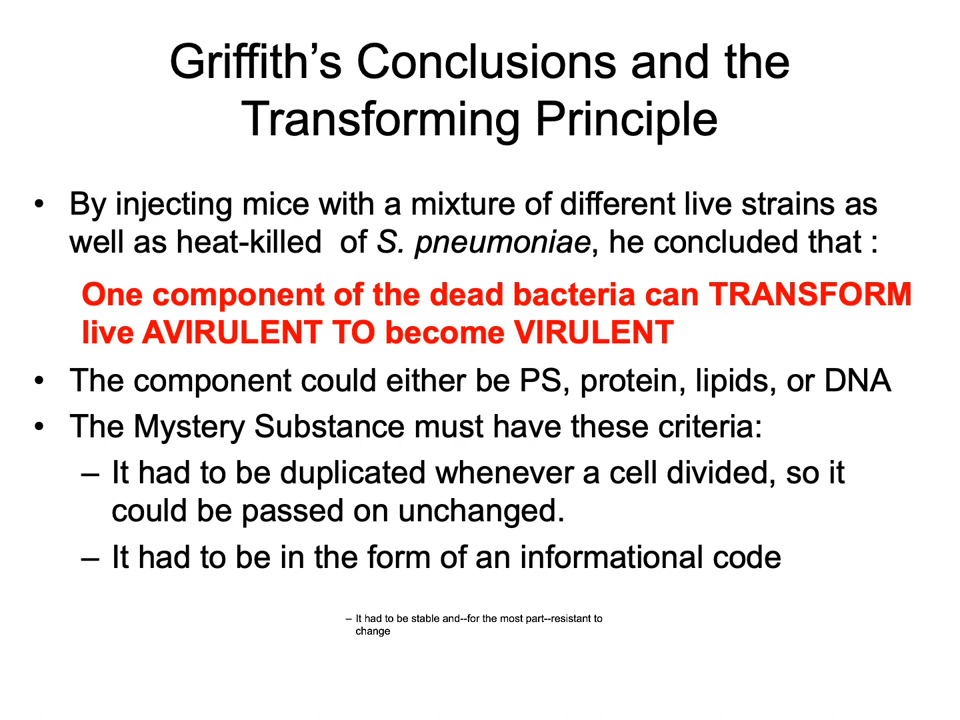 Griffith’s Conclusions and the
Transforming Principle
• By injecting mice with a mixture of different live strains as
well as heat-killed  of S. pneumoniae, he concluded that :
One component of the dead bacteria can TRANSFORM
live AVIRULENT TO become VIRULENT
• The component could either be PS, protein, lipids, or DNA
• The Mystery Substance must have these criteria:
– It had to be duplicated whenever a cell divided, so it
could be passed on unchanged.
– It had to be in the form of an informational code
– It had to be stable and--for the most part--resistant to
change